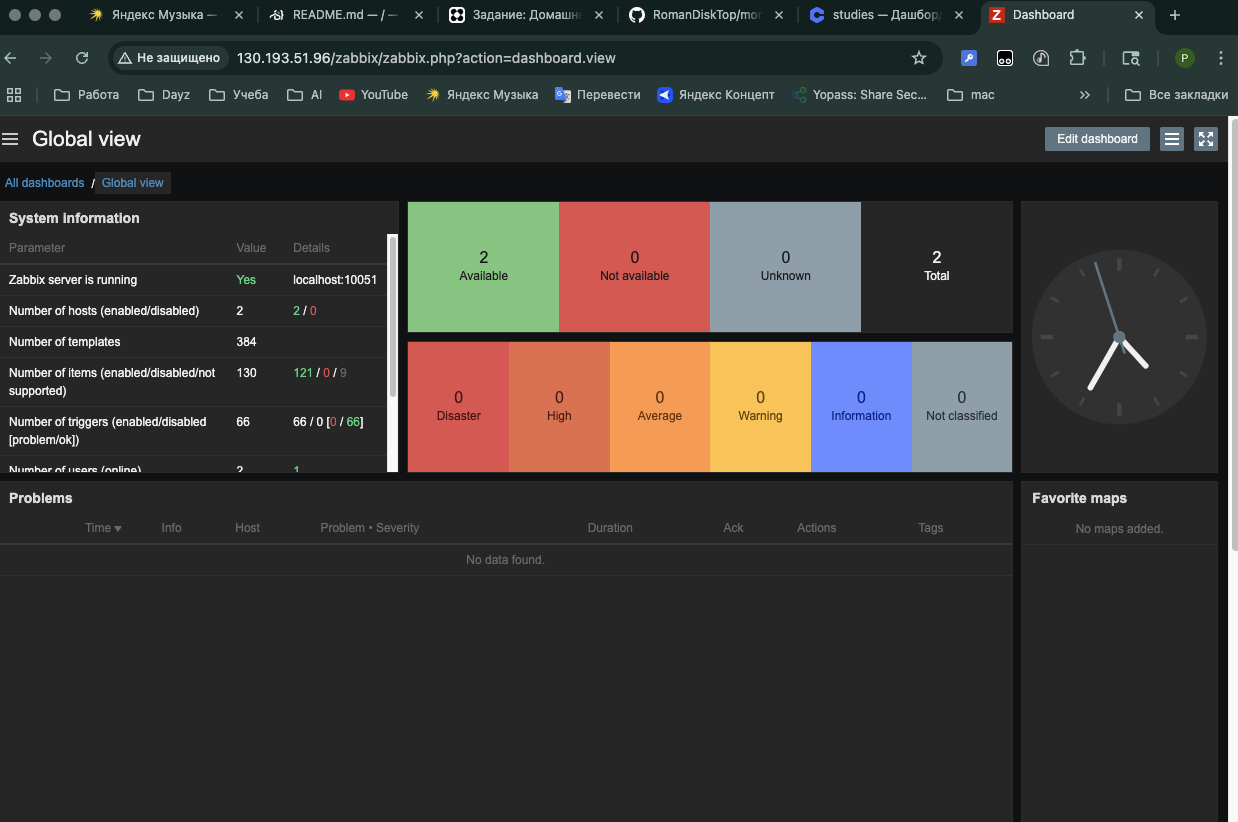 Яндекс Музыка —
README.md — / —
Задание: Домашн
RomanDiskTop/mon
studies — Дашборд
Dashboard
Не защищено
130.193.51.96/zabbix/zabbix.php?action=dashboard.view
P
Работа
Dayz
Учеба
AI
YouTube
Яндекс Музыка
Перевести
Яндекс Концепт
Yopass: Share Sec...
mac
Все закладки
Global view
Edit dashboard
All dashboards / Global view
System information
Parameter Value Details
Zabbix server is running Yes localhost:10051
Number of hosts (enabled/disabled) 2 2 / 0
Number of templates 384
Number of items (enabled/disabled/not supported) 130 121 / 0 / 9
Number of triggers (enabled/disabled [problem/ok]) 66 66 / 0 [0 / 66]
Number of users (online) 2 1
2 0 0 2
Available Not available Unknown Total
0 0 0 0 0 0
Disaster High Average Warning Information Not classified
Problems
Time Info Host Problem • Severity Duration Ack Actions Tags
No data found.
Favorite maps
No maps added.